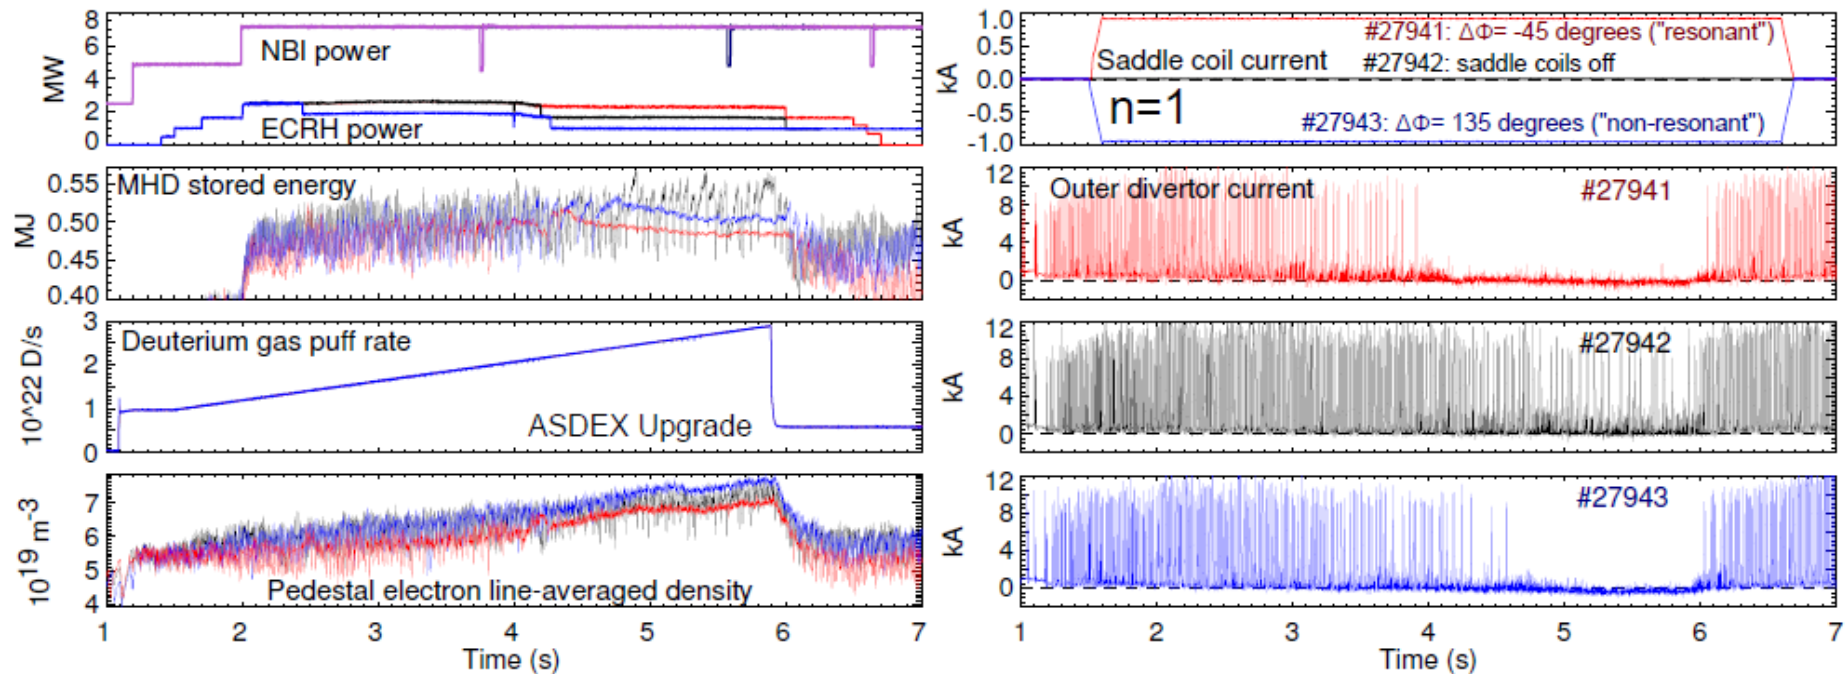 8
6
4
2
0
MW
NBI power
ECRH power
0.55
0.50
0.45
0.40
MJ
MHD stored energy
3
2
1
0
10^22 D/s
Deuterium gas puff rate
ASDEX Upgrade
7
6
5
4
10^19 m^-3
Pedestal electron line-averaged density
1 2 3 4 5 6 7
Time (s)
1.0
0.5
0.0
-0.5
-1.0
kA
#27941: ΔΦ= -45 degrees ("resonant")
Saddle coil current
#27942: saddle coils off
n=1
#27943: ΔΦ= 135 degrees ("non-resonant")
12
8
4
0
kA
Outer divertor current
#27941
12
8
4
0
kA
#27942
12
8
4
0
kA
#27943
1 2 3 4 5 6 7
Time (s)